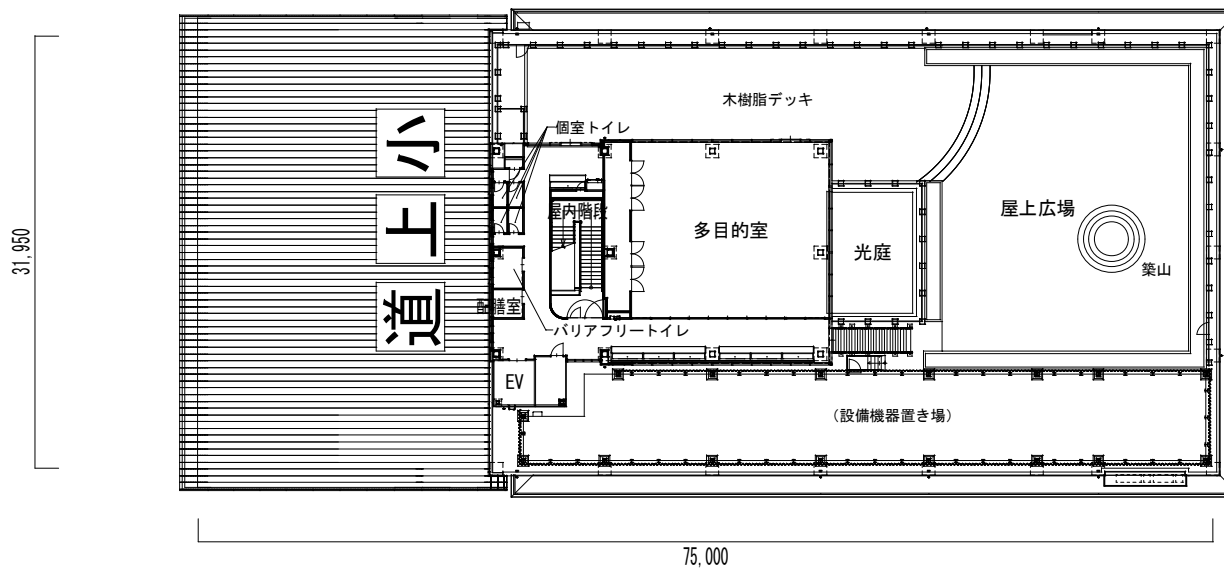 木樹脂デッキ
個室トイレ
小
上
道
屋内階段
多目的室
光庭
屋上広場
築山
配膳室
バリアフリートイレ
EV
(設備機器置き場)
31,950
75,000